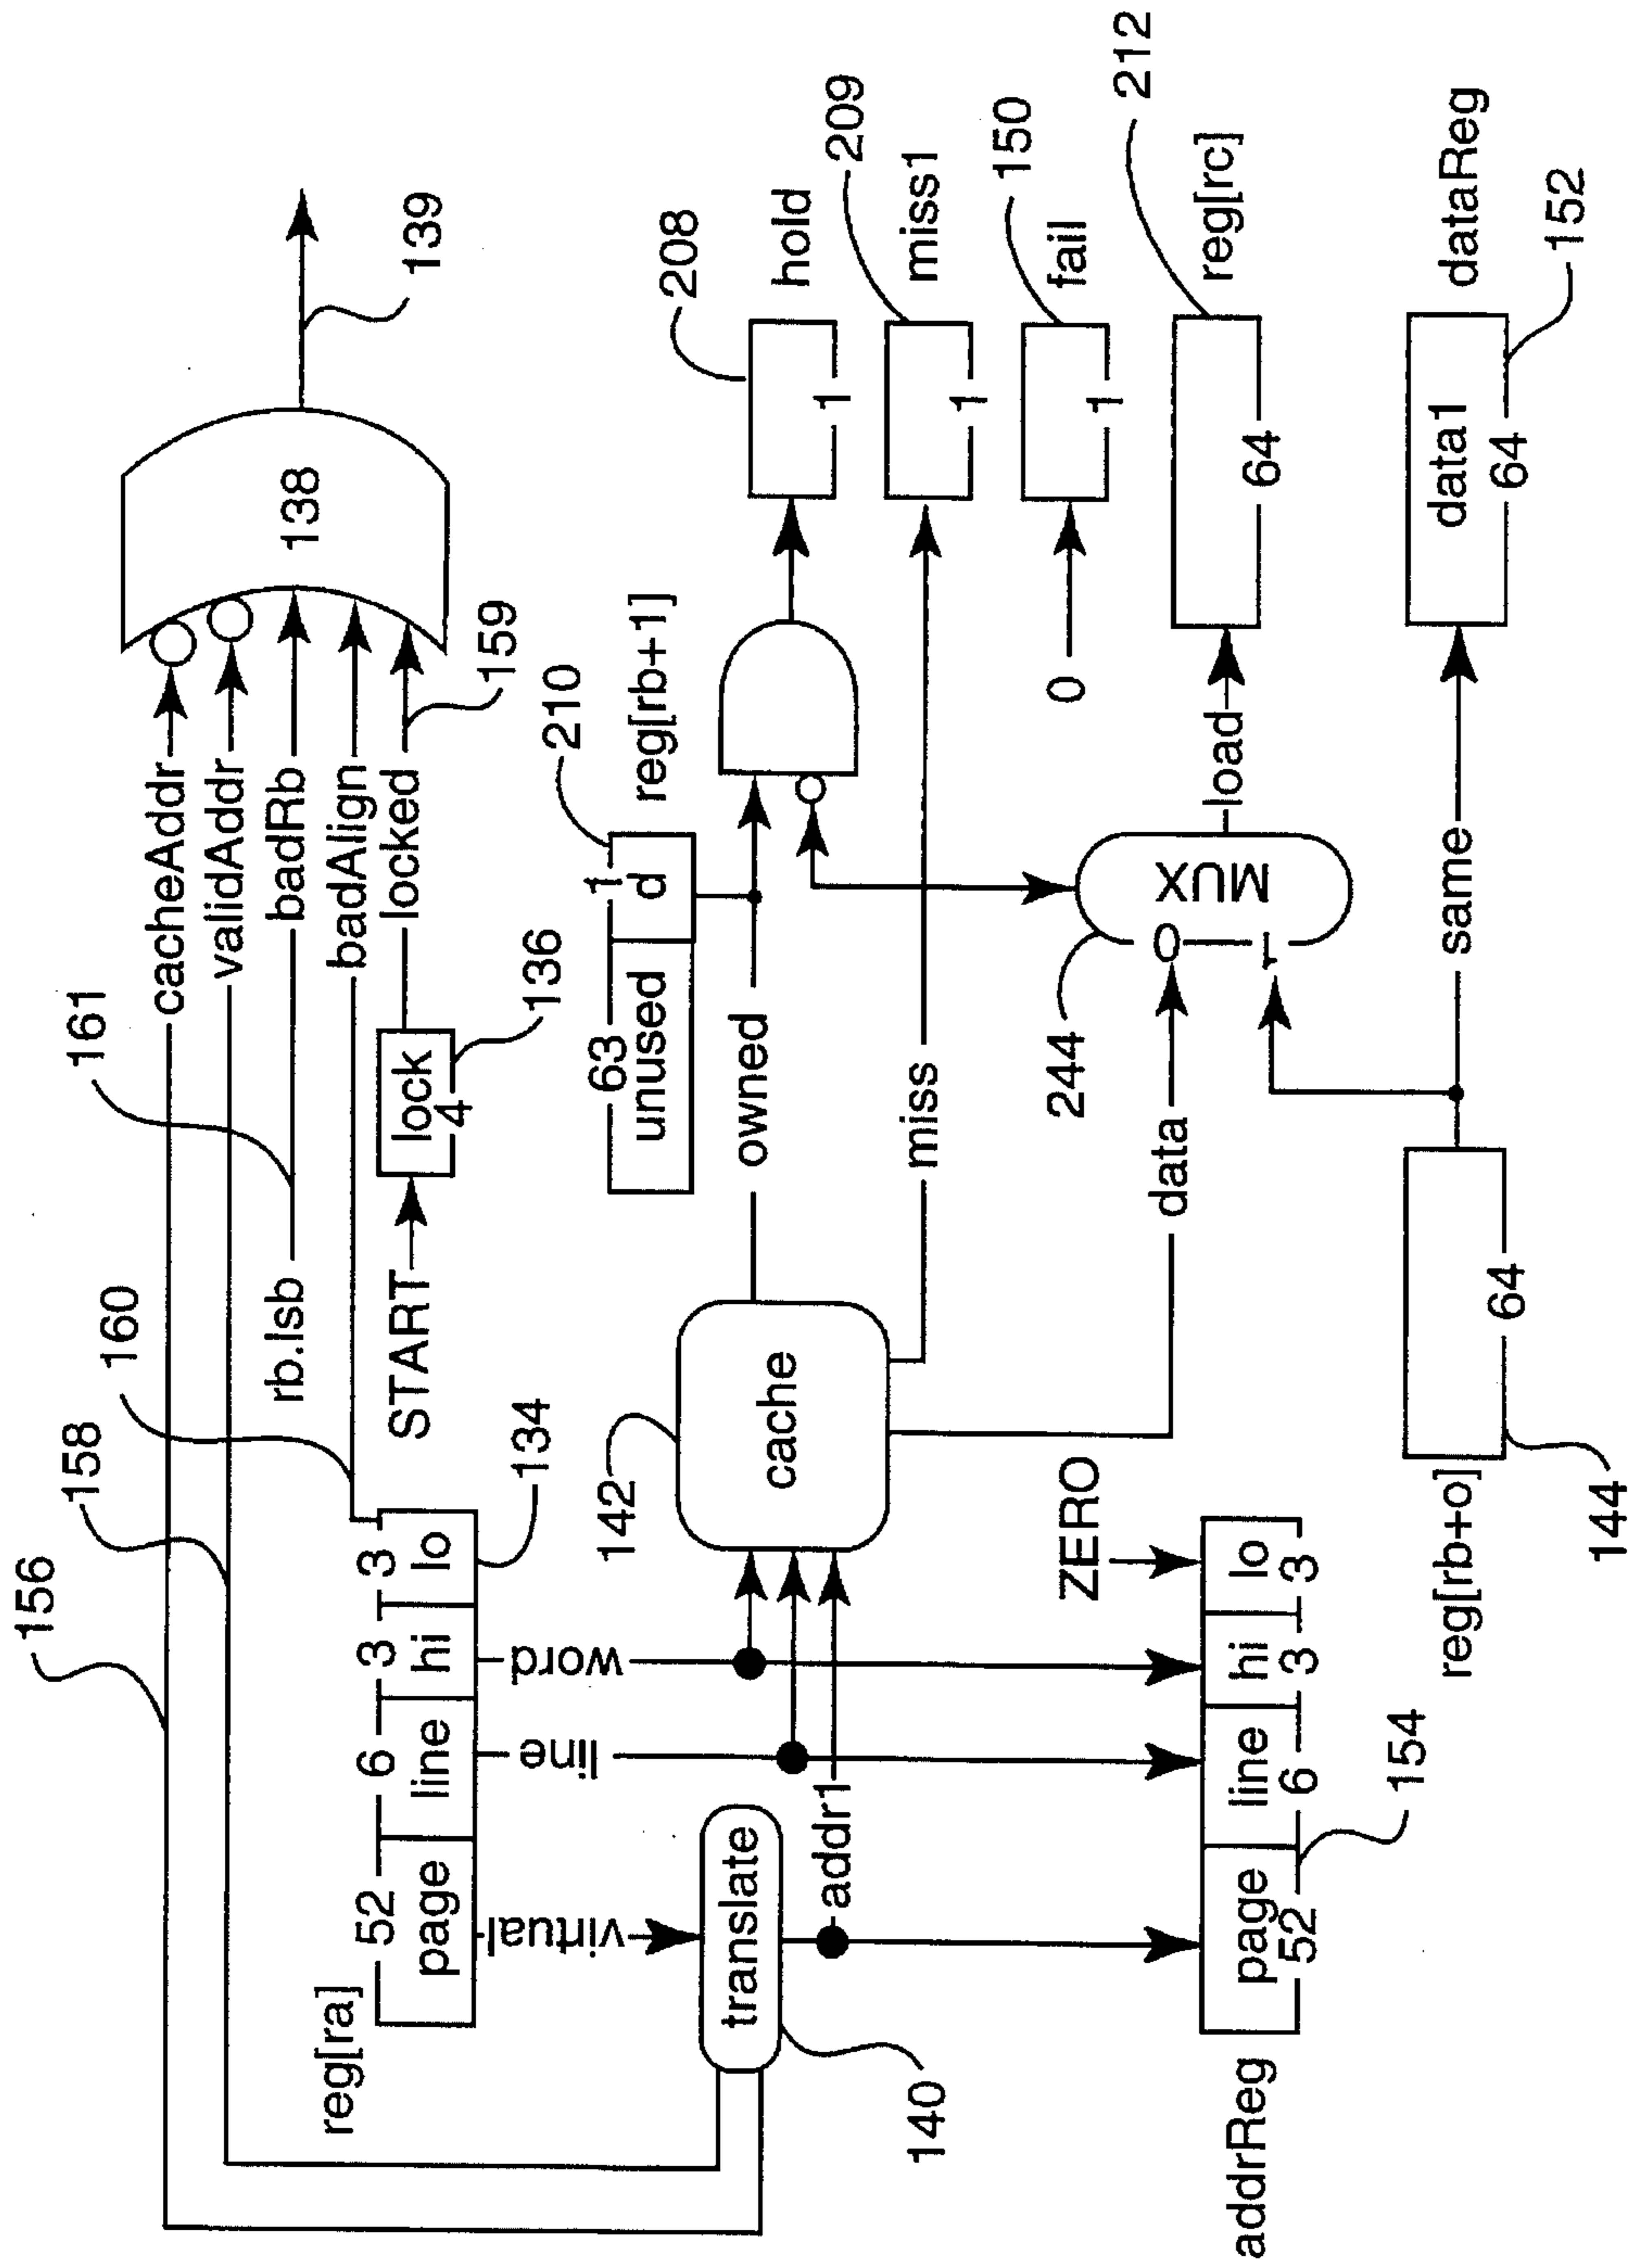 156
158
160
161
139
cacheAddr
validAddr
rb.lsb
badRb
badAlign
138
START
lock
4
locked
159
136
reg[ra]
52
6
3
3
page
line
hi
lo
134
virtual
line
word
63
1
unused
d
210
reg[rb+1]
translate
140
addr1
142
cache
owned
miss
data
208
hold
1
209
miss1
1
150
fail
1
0
212
reg[rc]
64
244
0
1
MUX
load
ZERO
addrReg
page
line
hi
lo
52
6
3
3
154
reg[rb+o]
64
144
same
dataReg
data1
64
152